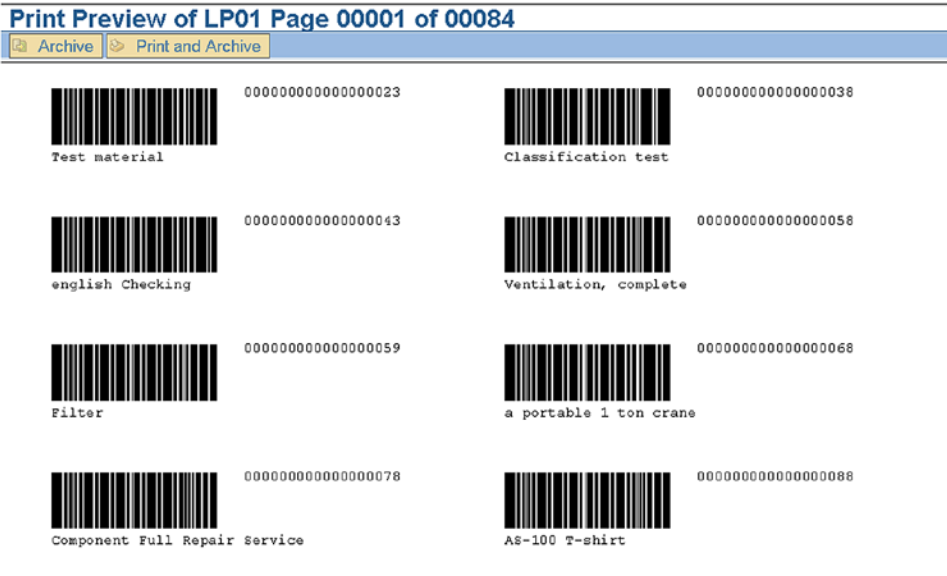 Print Preview of LP01 Page 00001 of 00084
Archive Print and Archive
000000000000000023 000000000000000038
Test material Classification test
000000000000000043 000000000000000058
english Checking Ventilation, complete
000000000000000059 000000000000000068
Filter a portable 1 ton crane
000000000000000078 000000000000000088
Component Full Repair Service AS-100 T-shirt